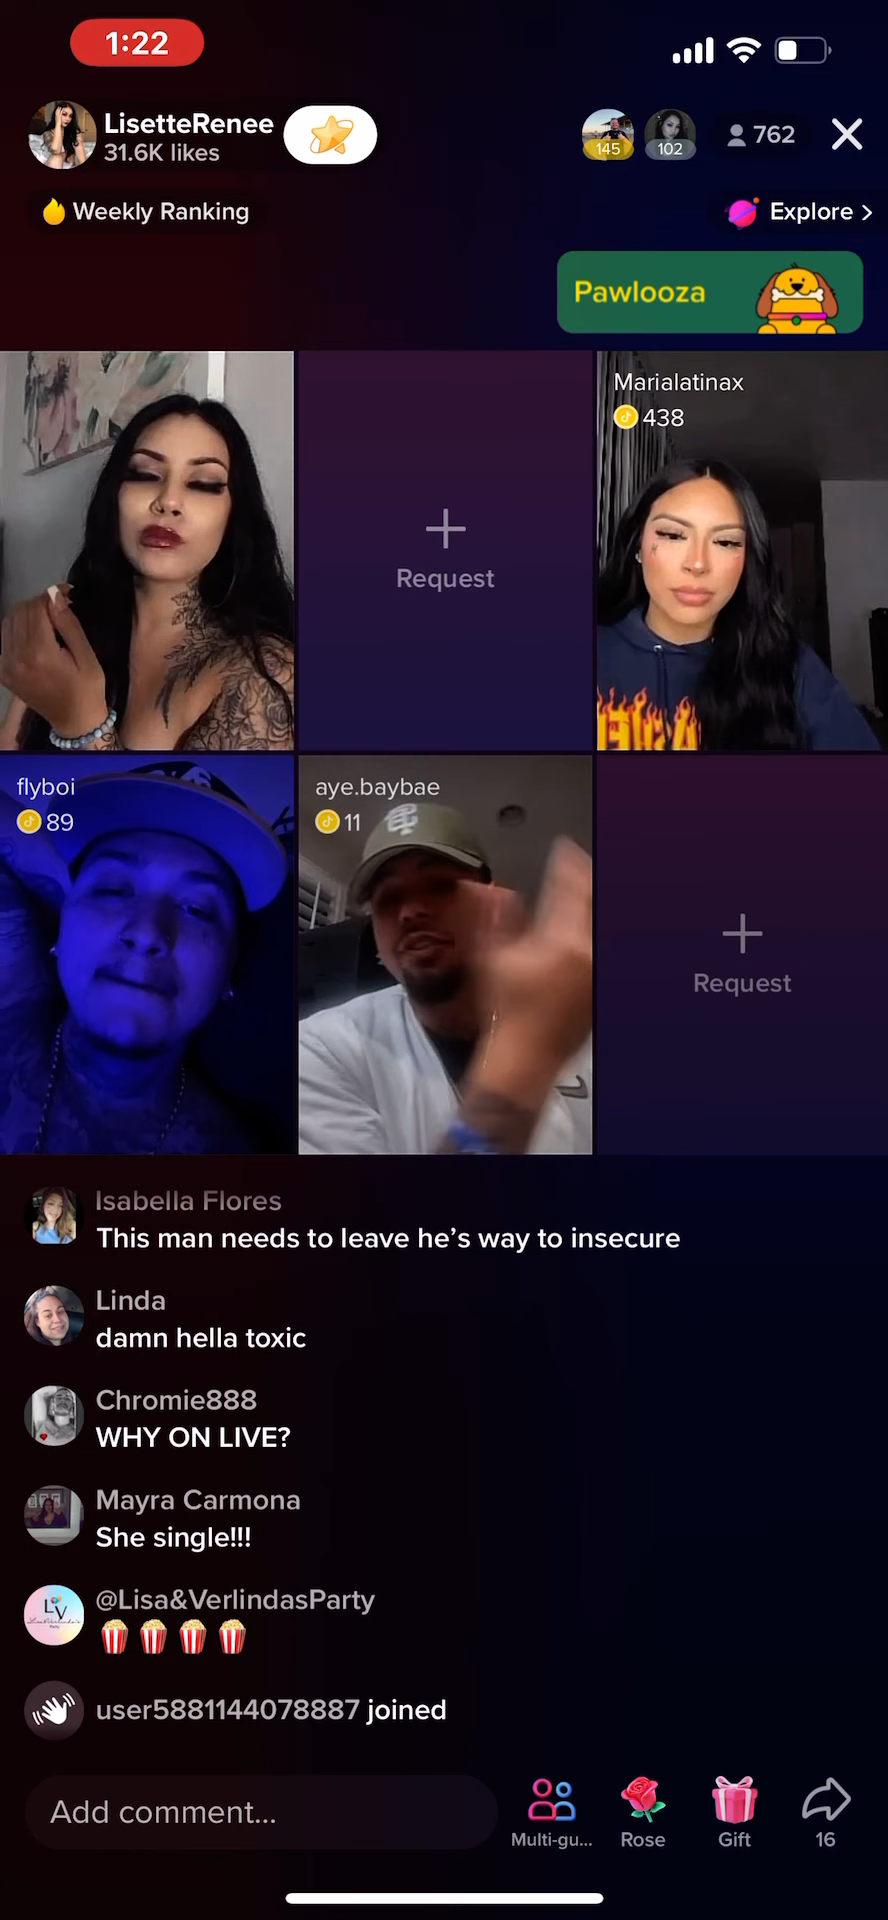 1:22
LisetteRenee
31.6K likes
145
102
762
Weekly Ranking
Explore >
Pawlooza
Request
Marialatinax
438
flyboi
89
aye.baybae
11
Request
Isabella Flores
This man needs to leave he’s way to insecure
Linda
damn hella toxic
Chromie888
WHY ON LIVE?
Mayra Carmona
She single!!!
LV
@Lisa&VerlindasParty
🍿🍿🍿🍿
user5881144078887 joined
Add comment...
Multi-gu...
Rose
Gift
16